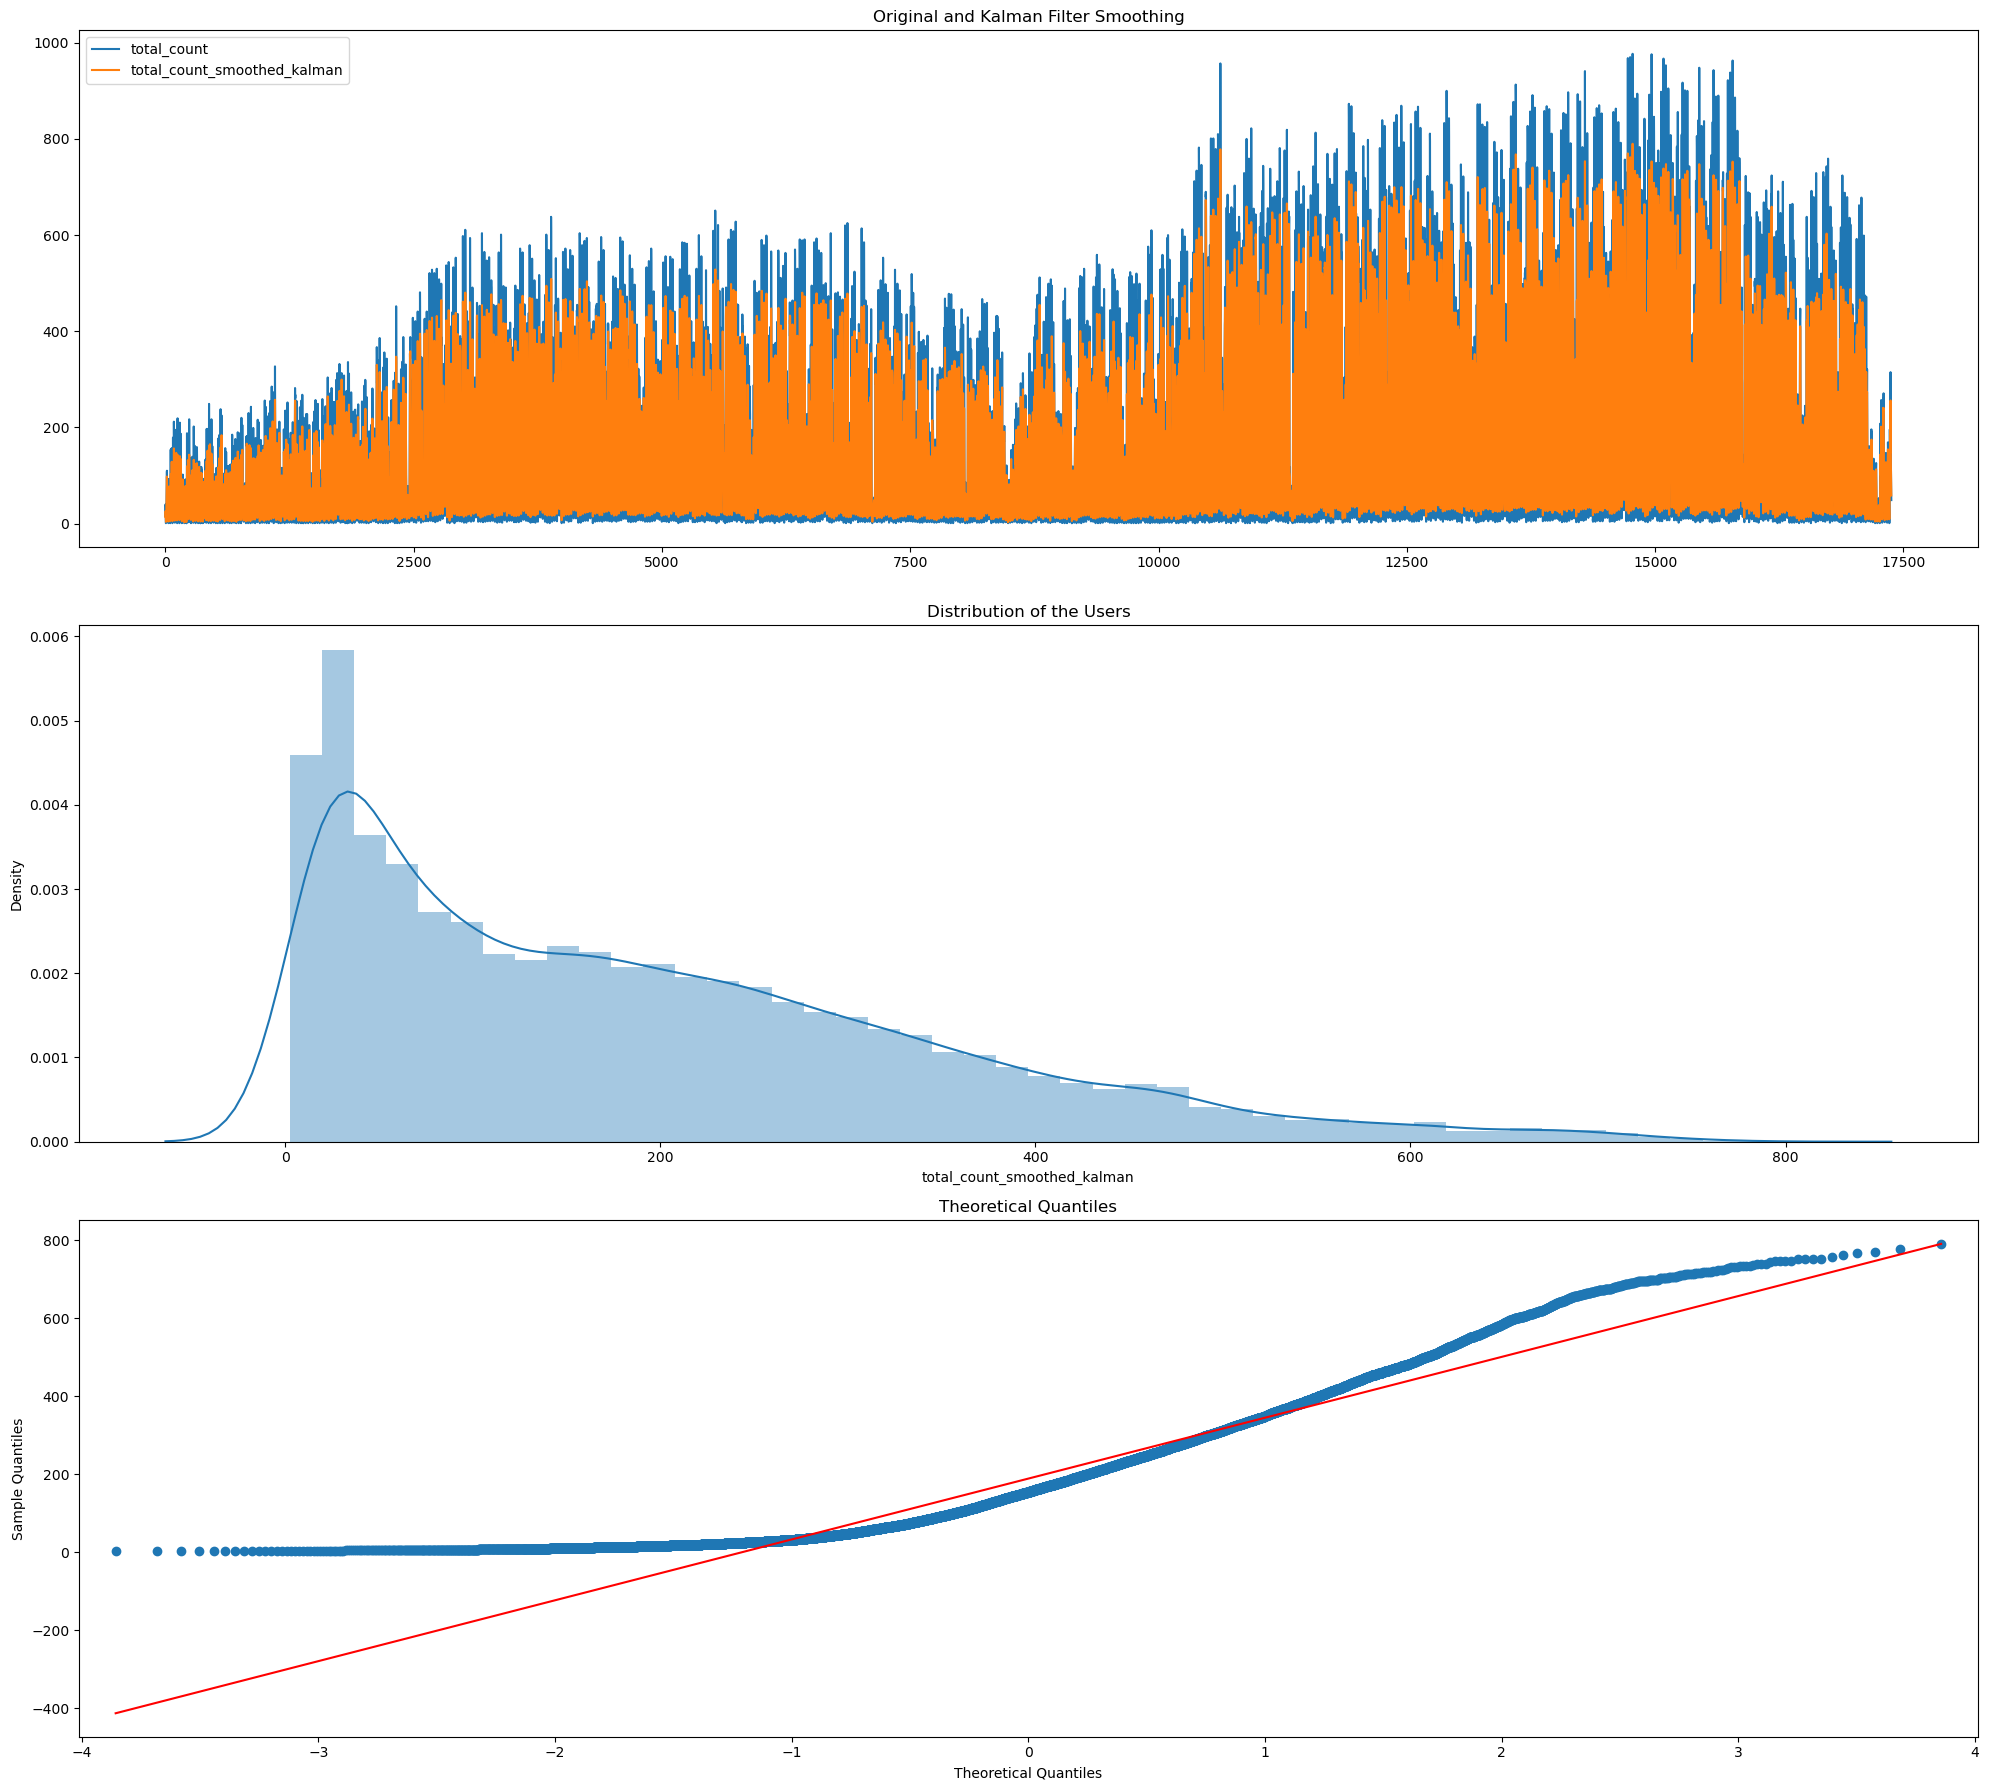 Original and Kalman Filter Smoothing
total_count
total_count_smoothed_kalman
1000
800
600
400
200
0
0 2500 5000 7500 10000 12500 15000 17500
Distribution of the Users
0.006
0.005
0.004
0.003
0.002
0.001
0.000
Density
0 200 400 600 800
total_count_smoothed_kalman
Theoretical Quantiles
800
600
400
200
0
−200
−400
Sample Quantiles
−4 −3 −2 −1 0 1 2 3 4
Theoretical Quantiles